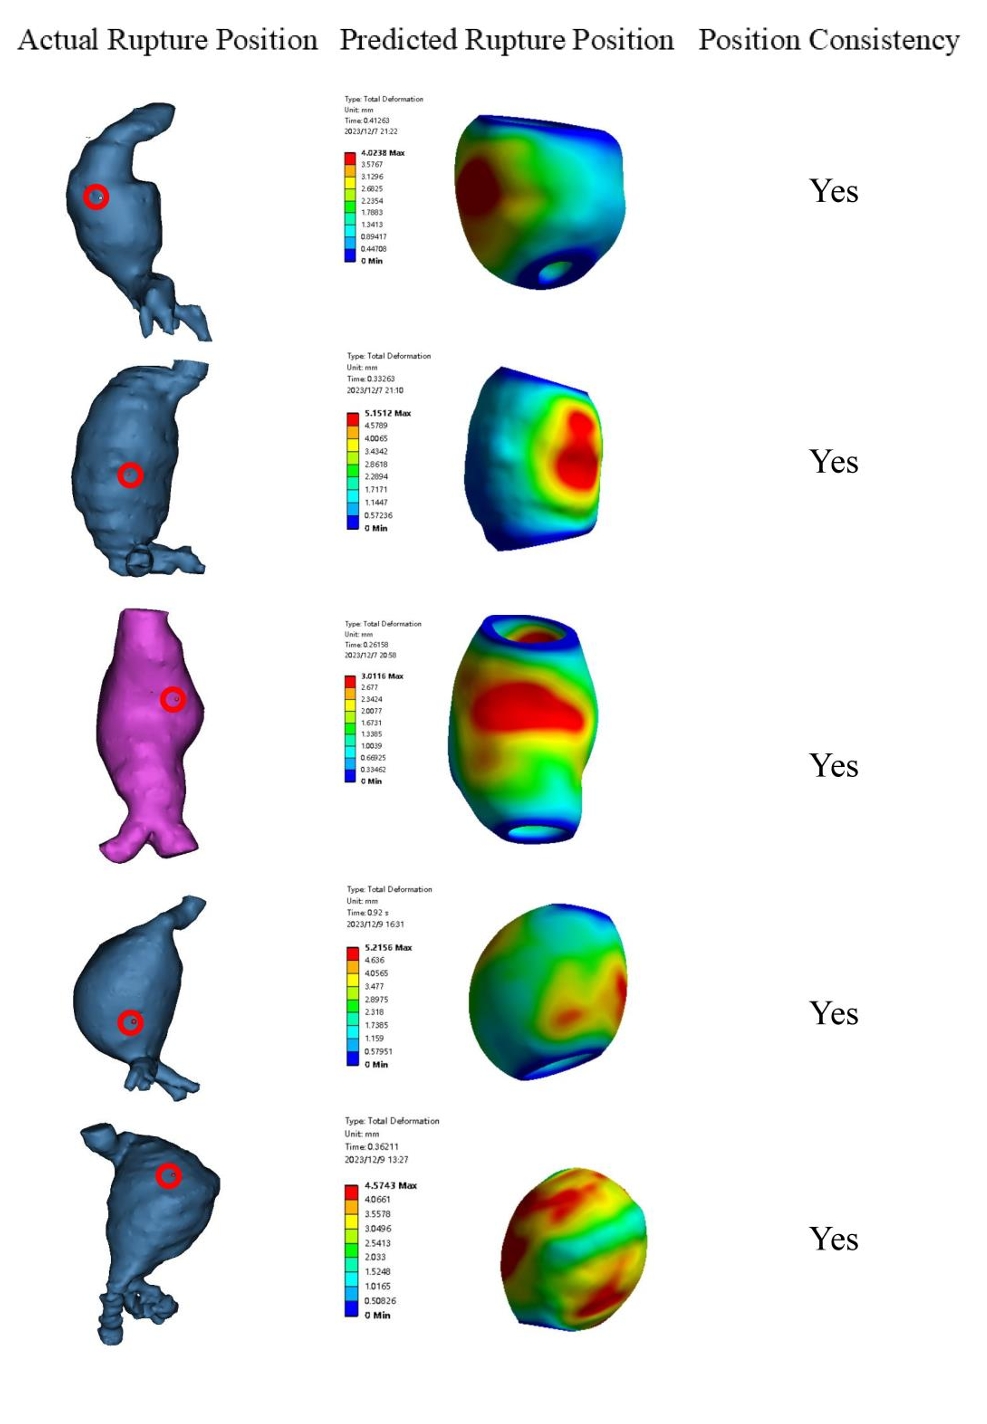 Actual Rupture Position Predicted Rupture Position Position Consistency
Type: Total Deformation
Unit: mm
Time: 0.41263
2023/12/7 21:22
4.0238 Max
3.5767
3.1296
2.6825
2.2354
1.7883
1.3413
0.89417
0.44708
0 Min
Yes
Type: Total Deformation
Unit: mm
Time: 0.33263
2023/12/7 21:10
5.1512 Max
4.5789
4.0065
3.4342
2.8618
2.2894
1.7171
1.1447
0.57236
0 Min
Yes
Type: Total Deformation
Unit: mm
Time: 0.26158
2023/12/7 20:58
3.0116 Max
2.677
2.3424
2.0077
1.6731
1.3385
1.0039
0.66925
0.33462
0 Min
Yes
Type: Total Deformation
Unit: mm
Time: 0.92 s
2023/12/9 16:31
5.2156 Max
4.636
4.0565
3.477
2.8975
2.318
1.7385
1.159
0.57951
0 Min
Yes
Type: Total Deformation
Unit: mm
Time: 0.36211
2023/12/9 13:27
4.5743 Max
4.0661
3.5578
3.0496
2.5413
2.033
1.5248
1.0165
0.50826
0 Min
Yes